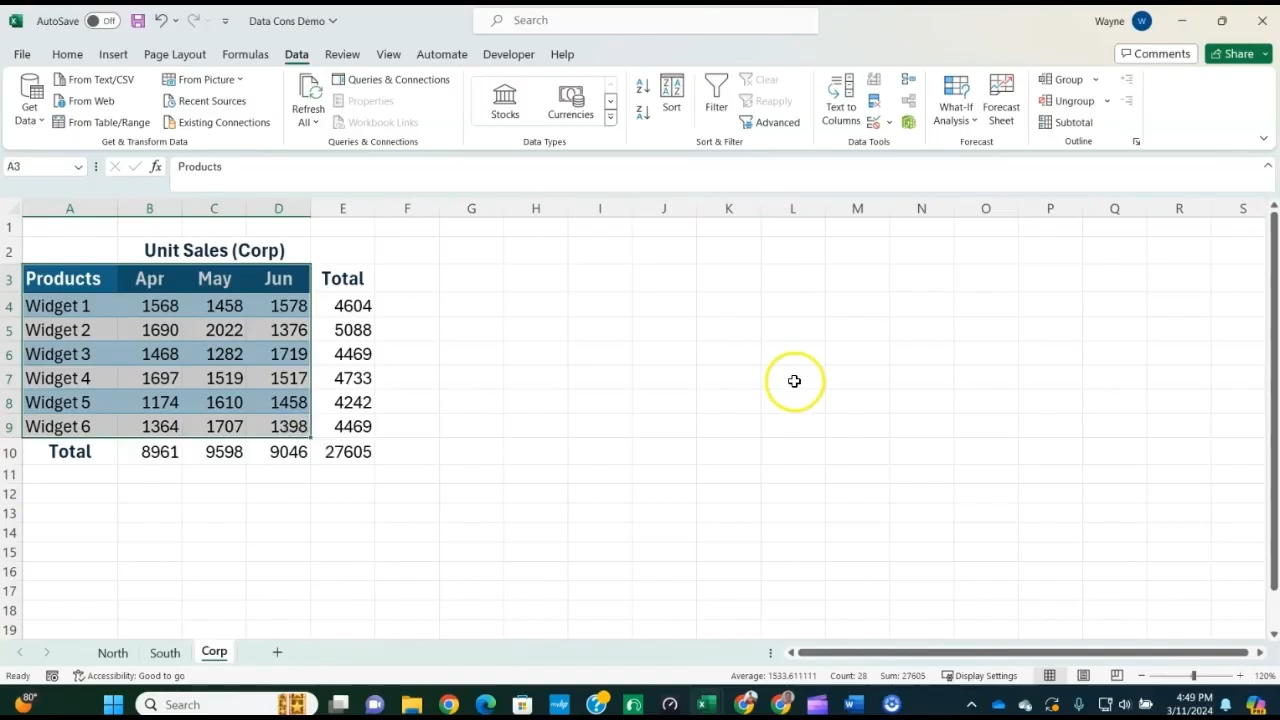 AutoSave Off Data Cons Demo Search Wayne W
File Home Insert Page Layout Formulas Data Review View Automate Developer Help Comments Share
Get Data
From Text/CSV
From Web
From Table/Range
From Picture
Recent Sources
Existing Connections
Get & Transform Data
Refresh All
Queries & Connections
Properties
Workbook Links
Queries & Connections
Stocks Currencies
Data Types
Sort
Filter
Clear
Reapply
Advanced
Sort & Filter
Text to Columns
Data Tools
What-If Analysis
Forecast Sheet
Forecast
Group
Ungroup
Subtotal
Outline
A3 fx Products
A B C D E F G H I J K L M N O P Q R S
1
2 Unit Sales (Corp)
3 Products Apr May Jun Total
4 Widget 1 1568 1458 1578 4604
5 Widget 2 1690 2022 1376 5088
6 Widget 3 1468 1282 1719 4469
7 Widget 4 1697 1519 1517 4733
8 Widget 5 1174 1610 1458 4242
9 Widget 6 1364 1707 1398 4469
10 Total 8961 9598 9046 27605
11
12
13
14
15
16
17
18
19
North South Corp
Ready Accessibility: Good to go Average: 1533.611111 Count: 28 Sum: 27605 Display Settings 120%
80° Search 4:49 PM
3/11/2024